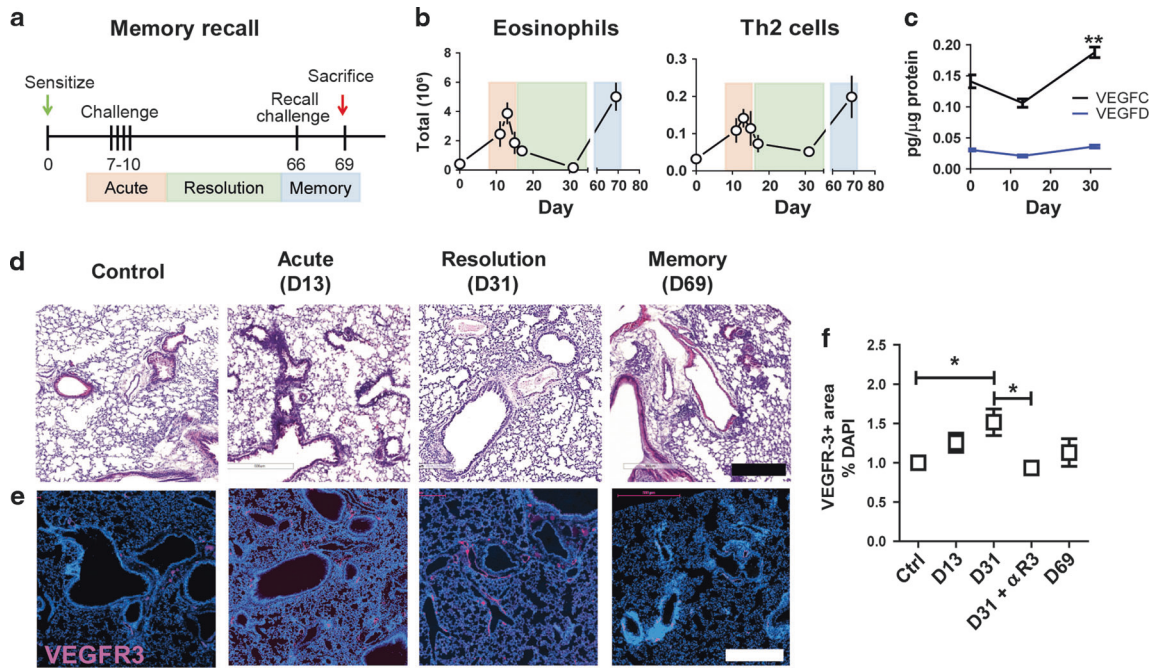 a
Memory recall
Sensitize
Sacrifice
Challenge
Recall
challenge
0
7-10
66
69
Acute
Resolution
Memory
b
Eosinophils
Th2 cells
Total (10⁶)
8
6
4
2
0
0
10
20
30
60
70
80
Day
0.3
0.2
0.1
0.0
0
10
20
30
60
70
80
Day
c
**
pg/µg protein
0.20
0.15
0.10
0.05
0.00
0
10
20
30
Day
VEGFC
VEGFD
d
Control
Acute
(D13)
Resolution
(D31)
Memory
(D69)
e
VEGFR3
f
VEGFR-3+ area
% DAPI
2.5
2.0
1.5
1.0
0.5
0.0
*
*
Ctrl
D13
D31
D31 + αR3
D69